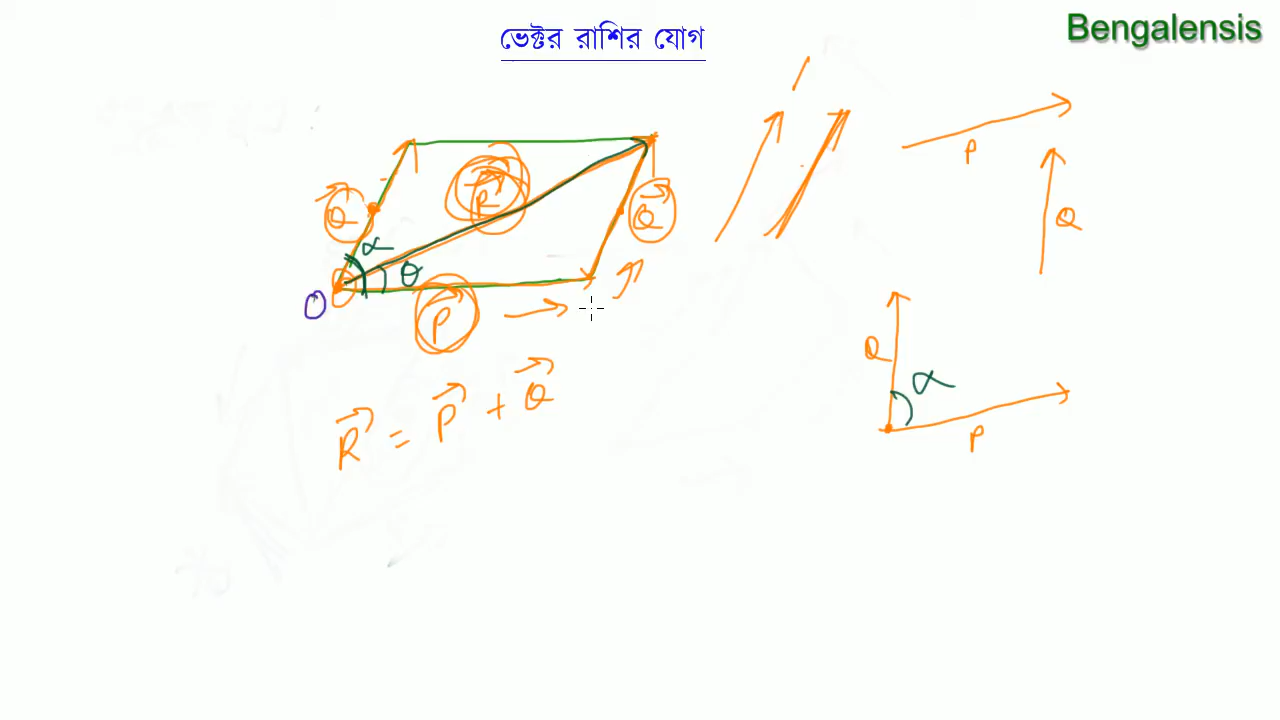 ভেক্টর রাশির যোগ
Bengalensis
Q
R
Q
α
θ
O
P
P
Q
Q
α
P
R = P + Q